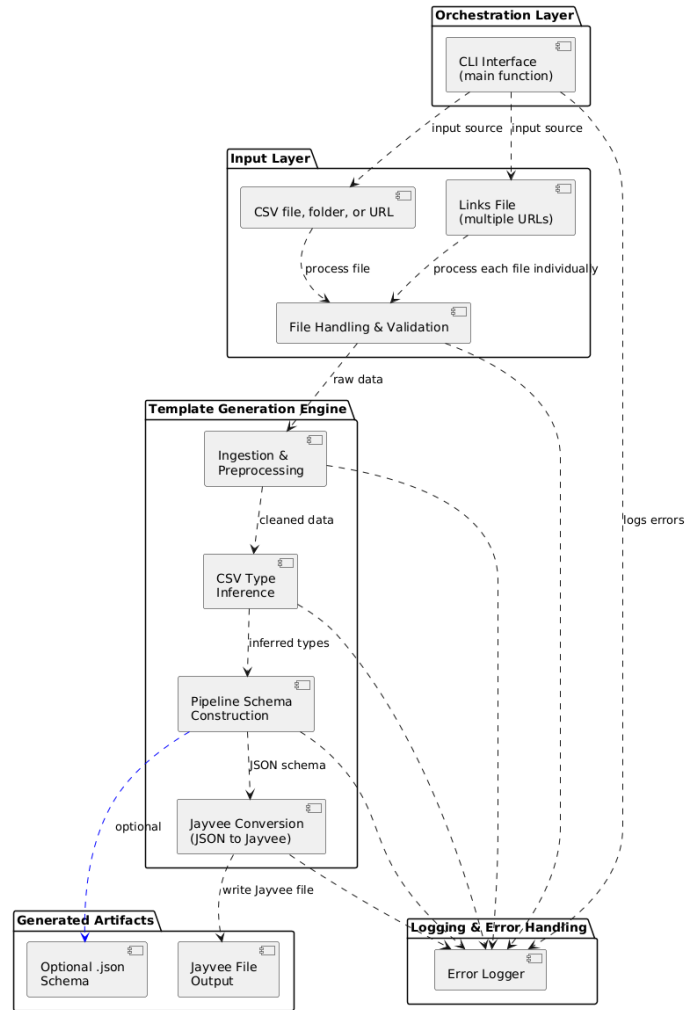 Orchestration Layer
CLI Interface
(main function)
input source
input source
Input Layer
CSV file, folder, or URL
Links File
(multiple URLs)
process file
process each file individually
File Handling & Validation
raw data
Template Generation Engine
Ingestion &
Preprocessing
cleaned data
logs errors
CSV Type
Inference
inferred types
Pipeline Schema
Construction
JSON schema
optional
Jayvee Conversion
(JSON to Jayvee)
write Jayvee file
Generated Artifacts
Optional .json
Schema
Jayvee File
Output
Logging & Error Handling
Error Logger